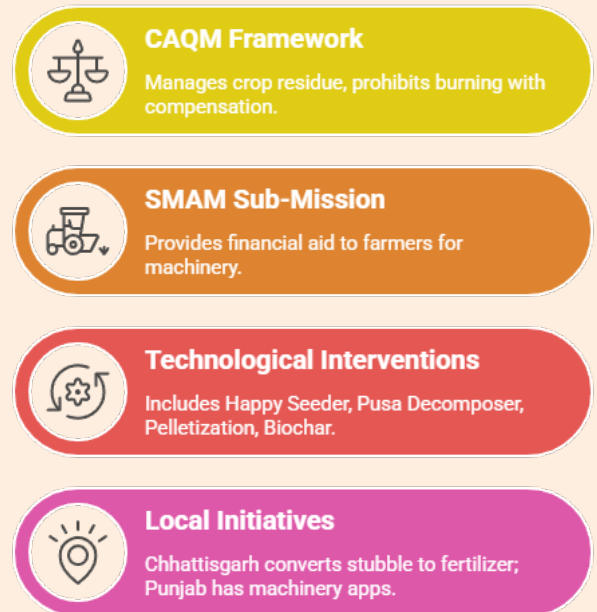 CAQM Framework
Manages crop residue, prohibits burning with
compensation.
SMAM Sub-Mission
Provides financial aid to farmers for
machinery.
Technological Interventions
Includes Happy Seeder, Pusa Decomposer,
Pelletization, Biochar.
Local Initiatives
Chhattisgarh converts stubble to fertilizer;
Punjab has machinery apps.